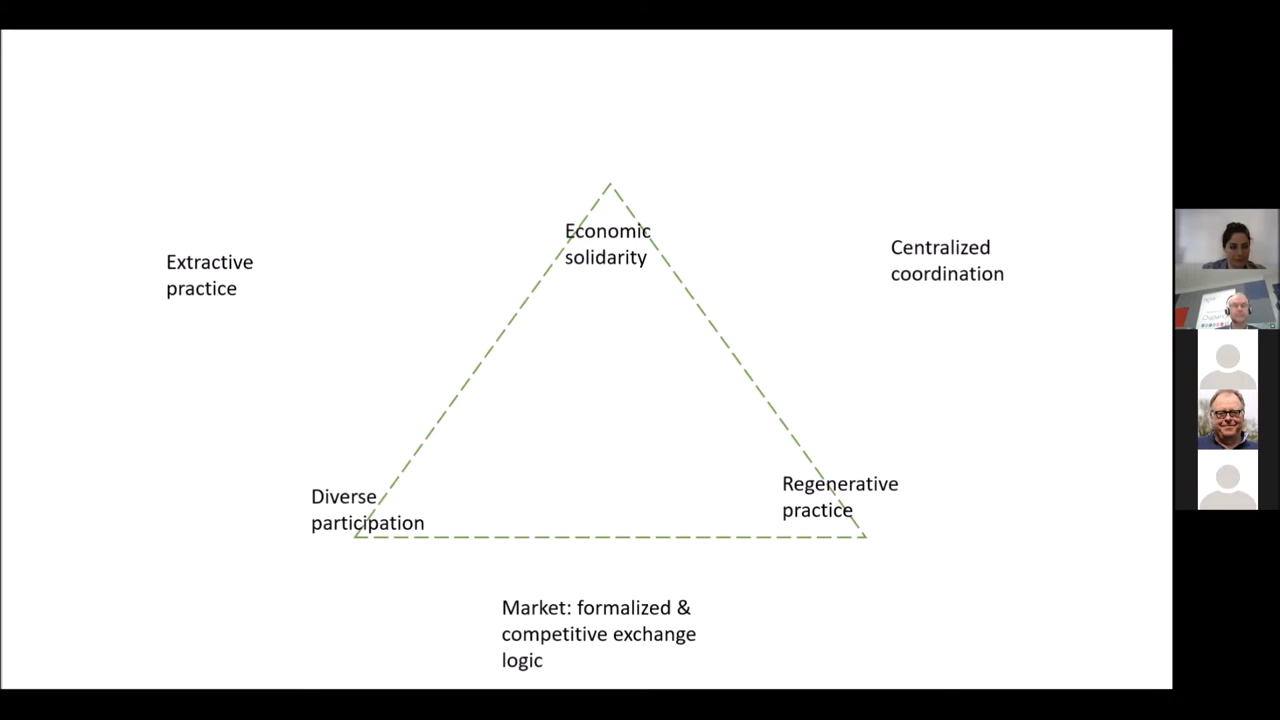 Economic
solidarity
Extractive
practice
Centralized
coordination
Diverse
participation
Regenerative
practice
Market: formalized &
competitive exchange
logic